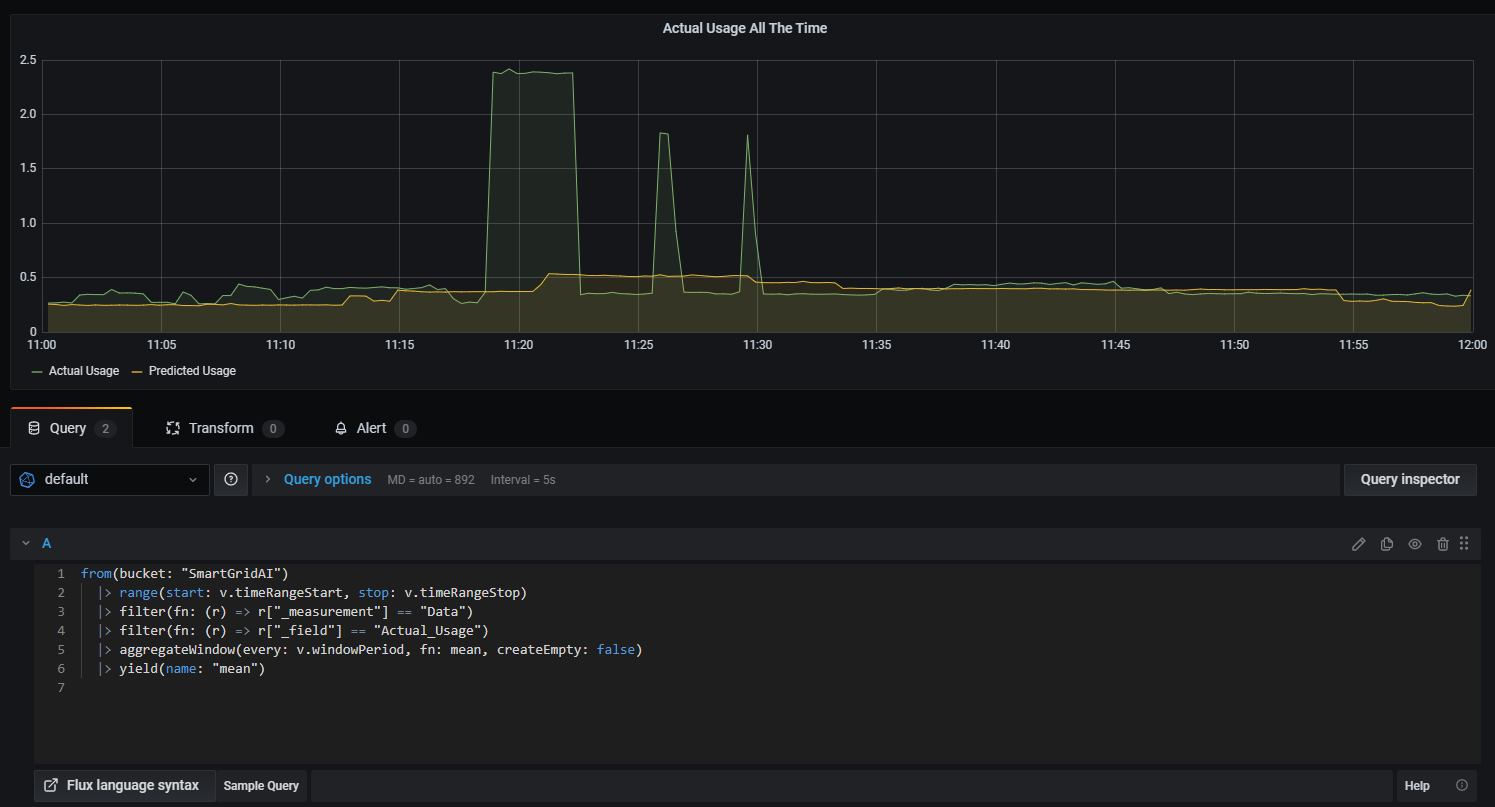 Actual Usage All The Time
2.5
2.0
1.5
1.0
0.5
0
11:00 11:05 11:10 11:15 11:20 11:25 11:30 11:35 11:40 11:45 11:50 11:55 12:00
Actual Usage Predicted Usage
Query 2 Transform 0 Alert 0
default Query options MD = auto = 892 Interval = 5s Query inspector
A
1 from(bucket: "SmartGridAI")
2 |> range(start: v.timeRangeStart, stop: v.timeRangeStop)
3 |> filter(fn: (r) => r["_measurement"] == "Data")
4 |> filter(fn: (r) => r["_field"] == "Actual_Usage")
5 |> aggregateWindow(every: v.windowPeriod, fn: mean, createEmpty: false)
6 |> yield(name: "mean")
7
Flux language syntax Sample Query Help